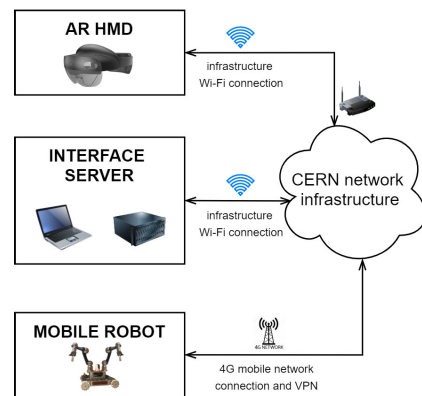 AR HMD
infrastructure
Wi-Fi connection
INTERFACE
SERVER
infrastructure
Wi-Fi connection
CERN network
infrastructure
MOBILE ROBOT
4G NETWORK
4G mobile network
connection and VPN